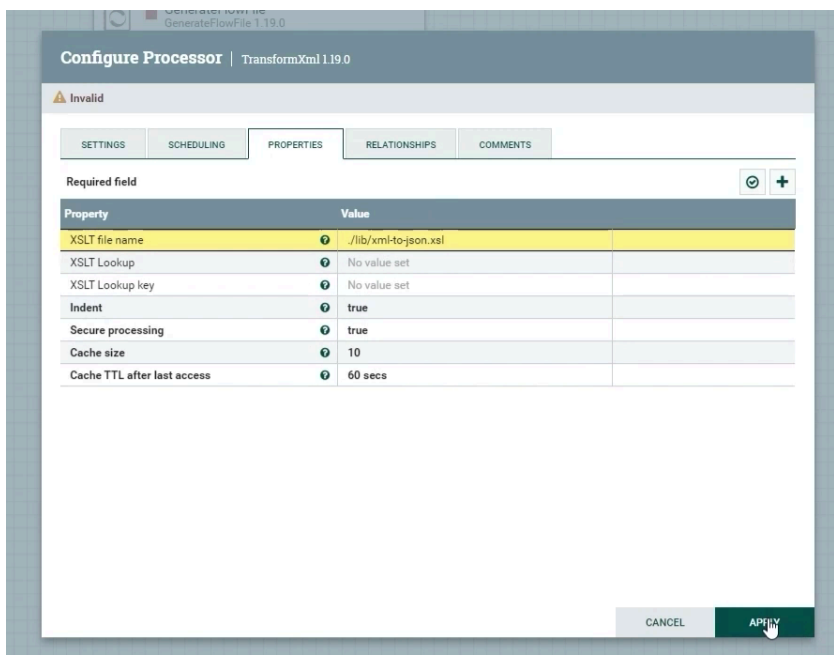 GenerateFlowFile
GenerateFlowFile 1.19.0
Configure Processor | TransformXml 1.19.0
Invalid
SETTINGS SCHEDULING PROPERTIES RELATIONSHIPS COMMENTS
Required field
Property Value
XSLT file name ./lib/xml-to-json.xsl
XSLT Lookup No value set
XSLT Lookup key No value set
Indent true
Secure processing true
Cache size 10
Cache TTL after last access 60 secs
CANCEL APPLY